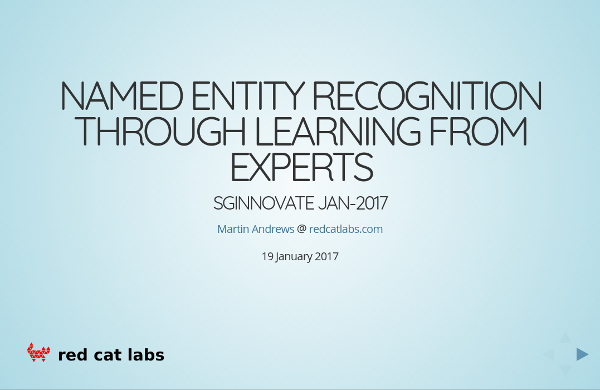 NAMED ENTITY RECOGNITION
THROUGH LEARNING FROM
EXPERTS
SGINNOVATE JAN-2017
Martin Andrews @ redcatlabs.com
19 January 2017
red cat labs